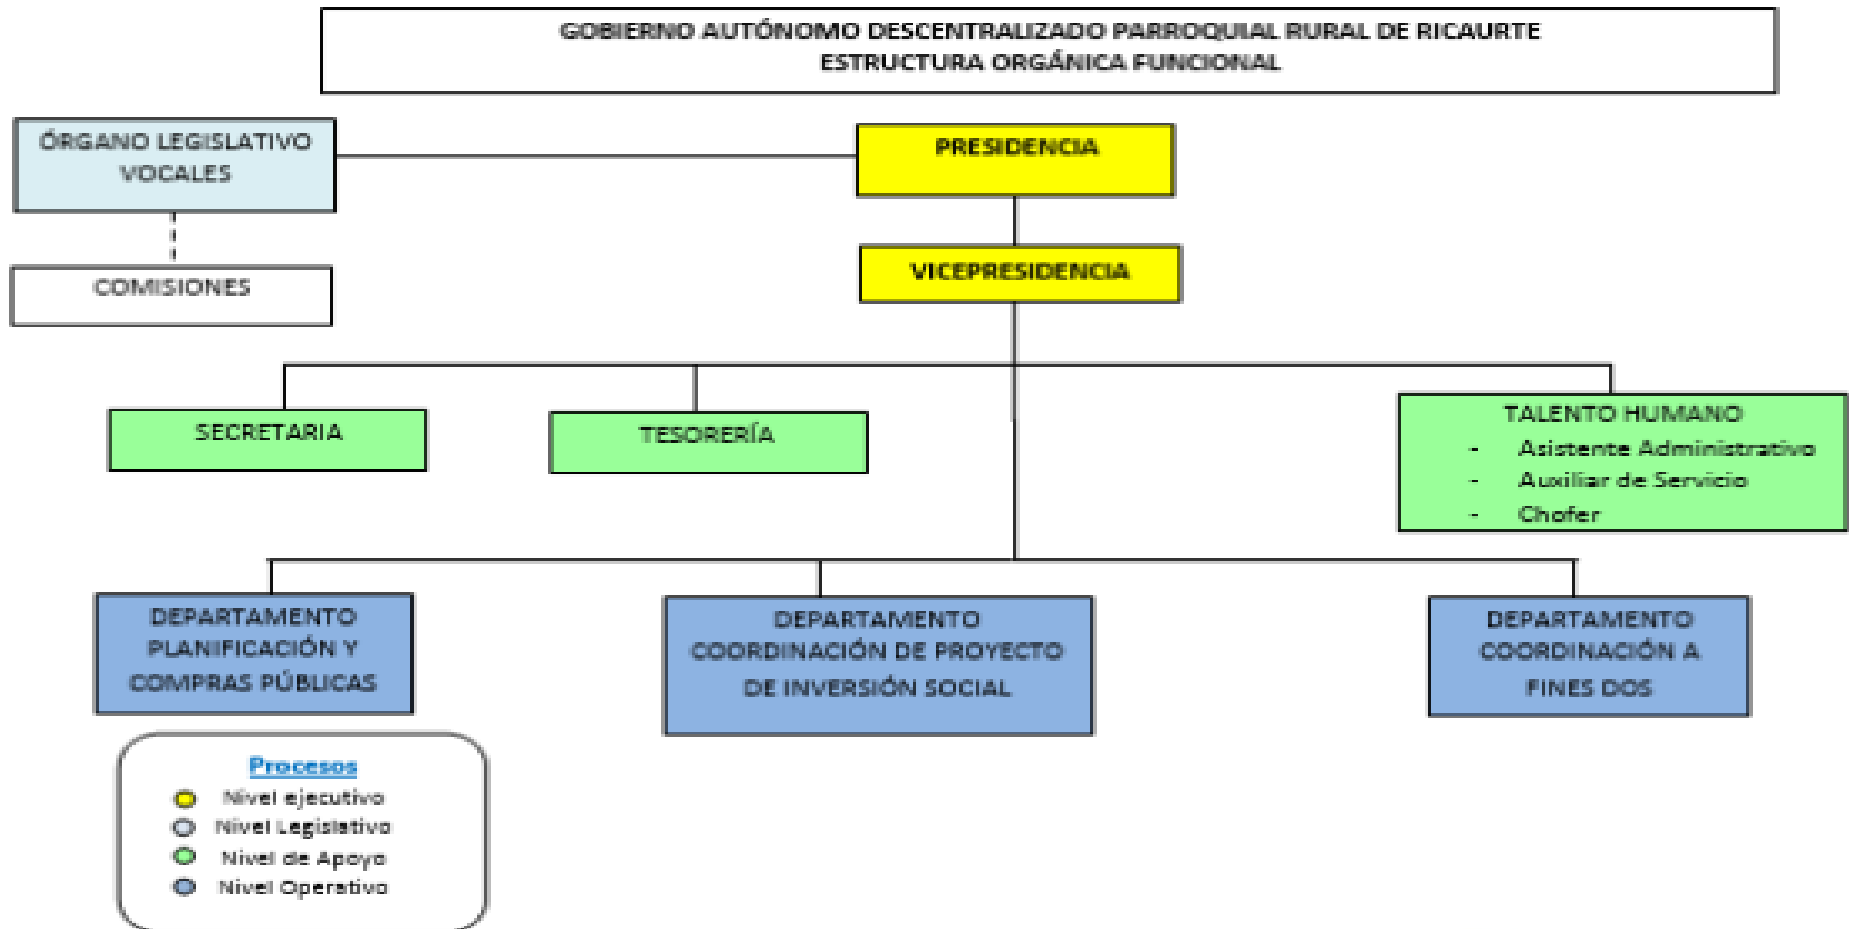 GOBIERNO AUTÓNOMO DESCENTRALIZADO PARROQUIAL RURAL DE RICAURTE
ESTRUCTURA ORGÁNICA FUNCIONAL
ÓRGANO LEGISLATIVO
VOCALES
PRESIDENCIA
COMISIONES
VICEPRESIDENCIA
SECRETARIA
TESORERÍA
TALENTO HUMANO
- Asistente Administrativo
- Auxiliar de Servicio
- Chofer
DEPARTAMENTO
PLANIFICACIÓN Y
COMPRAS PÚBLICAS
DEPARTAMENTO
COORDINACIÓN DE PROYECTO
DE INVERSIÓN SOCIAL
DEPARTAMENTO
COORDINACIÓN A
FINES DOS
Procesos
Nivel ejecutivo
Nivel Legislativo
Nivel de Apoyo
Nivel Operativo